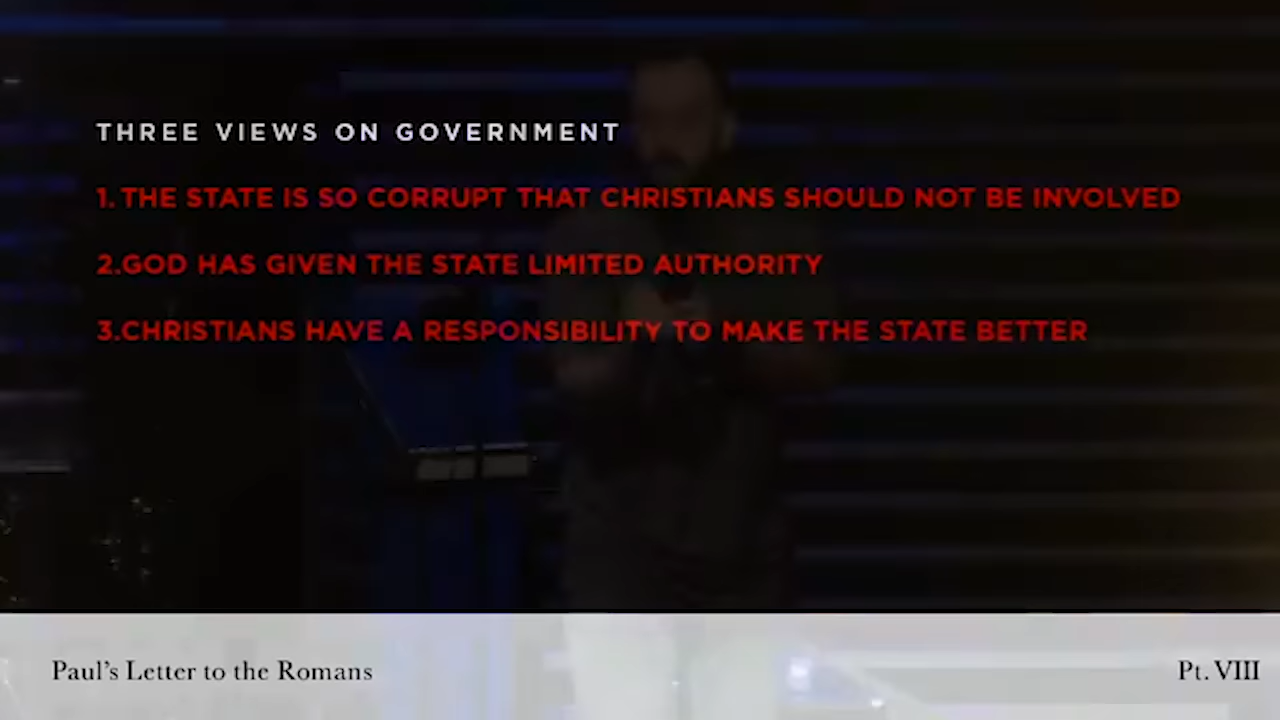 THREE VIEWS ON GOVERNMENT
1. THE STATE IS SO CORRUPT THAT CHRISTIANS SHOULD NOT BE INVOLVED
2.GOD HAS GIVEN THE STATE LIMITED AUTHORITY
3.CHRISTIANS HAVE A RESPONSIBILITY TO MAKE THE STATE BETTER
Paul's Letter to the Romans
Pt. VIII